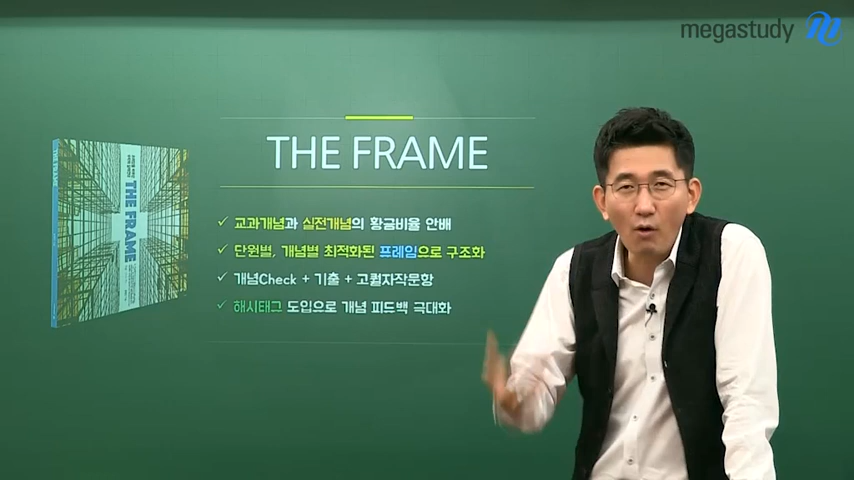 megastudy
THE FRAME
교과개념과 실전개념의 황금비율 안배
단원별, 개념별 최적화된 프레임으로 구조화
개념Check + 기출 + 고퀄자작문항
해시태그 도입으로 개념 피드백 극대화
THE FRAME
THE FRAME